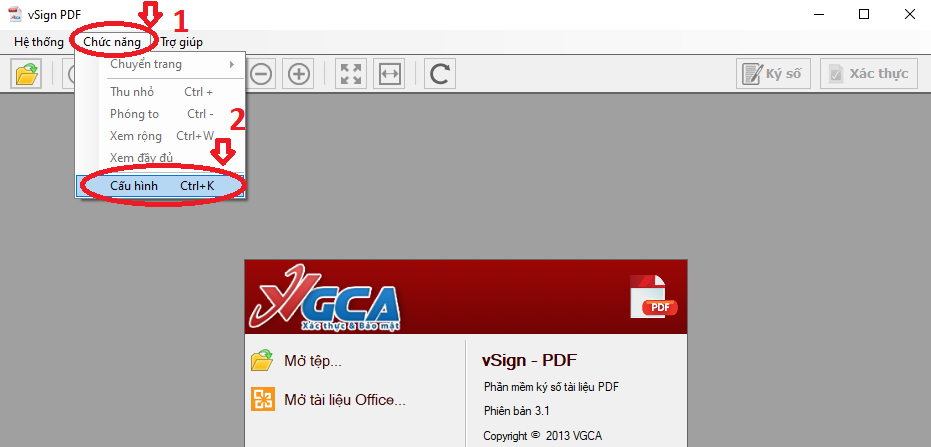 vSign PDF
1
Hệ thống Chức năng Trợ giúp
Chuyển trang
Ký số Xác thực
Thu nhỏ Ctrl +
Phóng to Ctrl -
2
Xem rộng Ctrl+W
Xem đầy đủ
Cấu hình Ctrl+K
VGCA
Xác thực & Bảo mật
PDF
Mở tệp...
vSign - PDF
Phần mềm ký số tài liệu PDF
Mở tài liệu Office...
Phiên bản 3.1
Copyright © 2013 VGCA